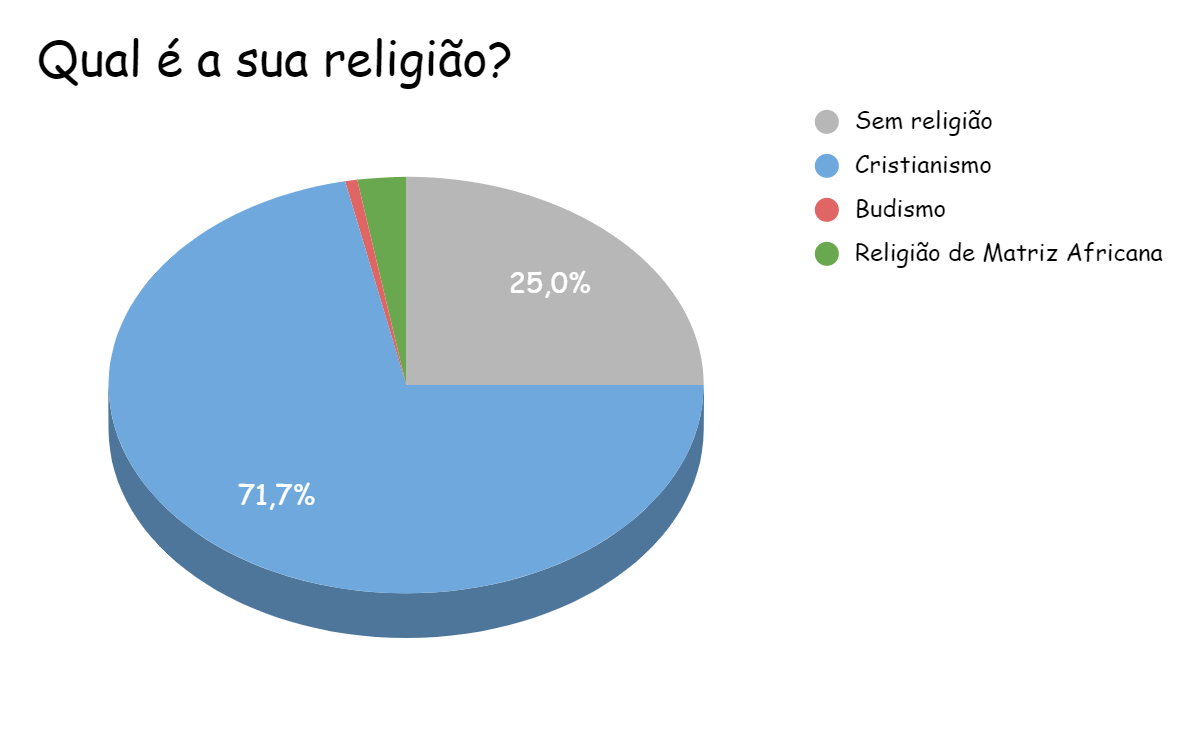 Qual é a sua religião?
Sem religião
Cristianismo
Budismo
Religião de Matriz Africana
25,0%
71,7%